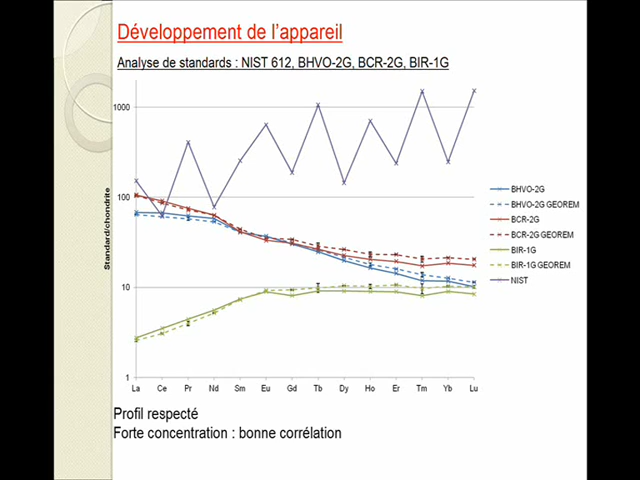 Développement de l'appareil
Analyse de standards : NIST 612, BHVO-2G, BCR-2G, BIR-1G
1000
100
10
1
Standard/chondrite
La Ce Pr Nd Sm Eu Gd Tb Dy Ho Er Tm Yb Lu
BHVO-2G
BHVO-2G GEOREM
BCR-2G
BCR-2G GEOREM
BIR-1G
BIR-1G GEOREM
NIST
Profil respecté
Forte concentration : bonne corrélation